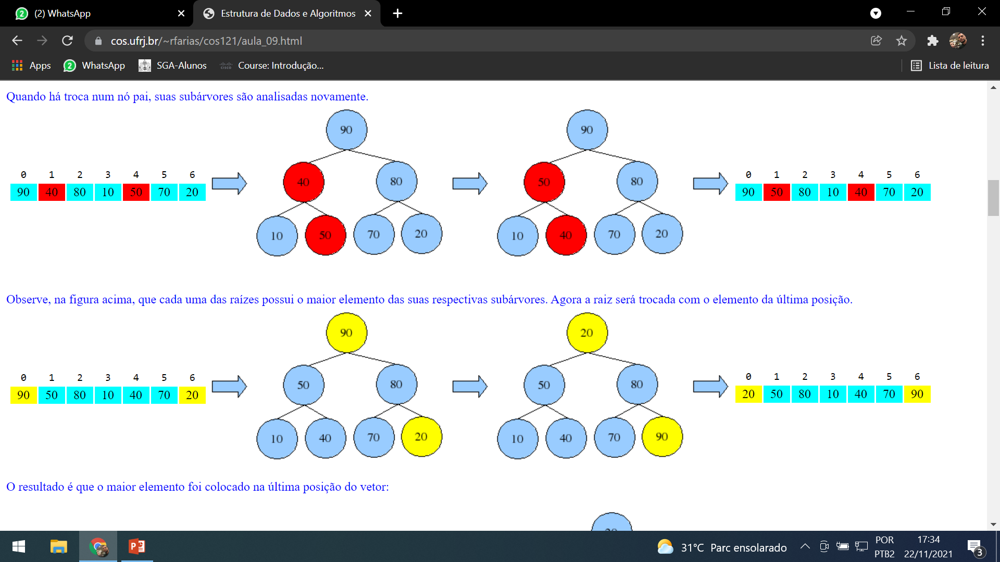 (2) WhatsApp
Estrutura de Dados e Algoritmos
cos.ufrj.br/~rfarias/cos121/aula_09.html
Apps
2 WhatsApp
SGA-Alunos
cisco Course: Introdução...
Lista de leitura
Quando há troca num nó pai, suas subárvores são analisadas novamente.
90 90
0 1 2 3 4 5 6 40 80 50 80 0 1 2 3 4 5 6
90 40 80 10 50 70 20 90 50 80 10 40 70 20
10 50 70 20 10 40 70 20
Observe, na figura acima, que cada uma das raízes possui o maior elemento das suas respectivas subárvores. Agora a raiz será trocada com o elemento da última posição.
90 20
0 1 2 3 4 5 6 50 80 50 80 0 1 2 3 4 5 6
90 50 80 10 40 70 20 20 50 80 10 40 70 90
10 40 70 20 10 40 70 90
O resultado é que o maior elemento foi colocado na última posição do vetor:
31°C Parc ensolarado
POR
PTB2
17:34
22/11/2021
3